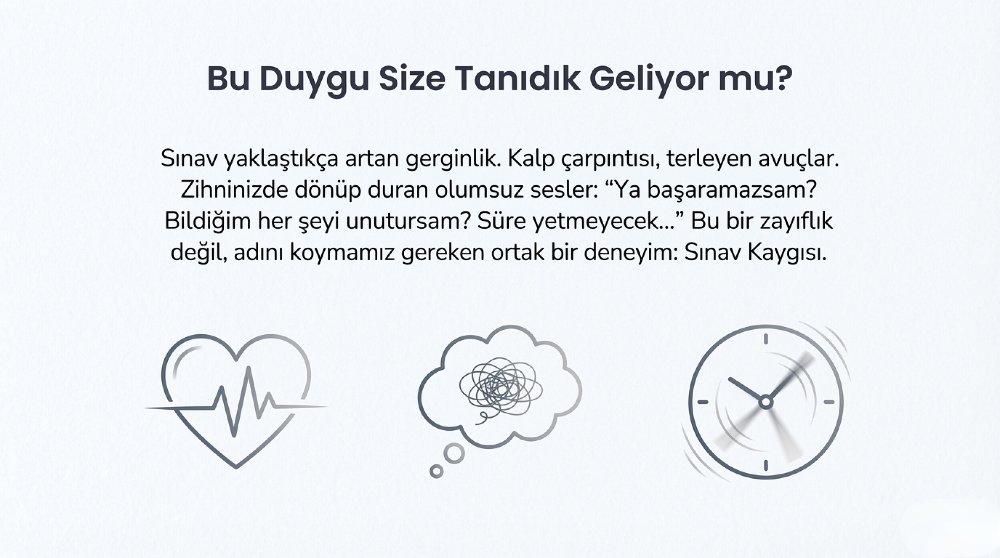 Bu Duygu Size Tanıdık Geliyor mu?
Sınav yaklaştıkça artan gerginlik. Kalp çarpıntısı, terleyen avuçlar.
Zihninizde dönüp duran olumsuz sesler: “Ya başaramazsam?
Bildiğim her şeyi unutursam? Süre yetmeyecek...” Bu bir zayıflık
değil, adını koymamız gereken ortak bir deneyim: Sınav Kaygısı.